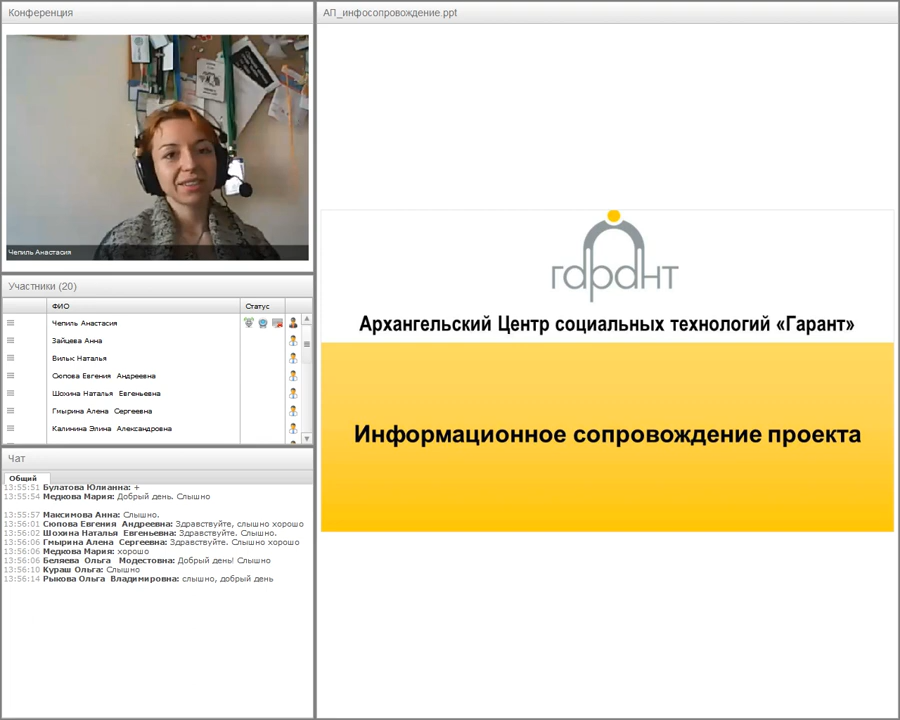 Конференция
Чепиль Анастасия
Участники (20)
ФИО
Статус
Чепиль Анастасия
Зайцева Анна
Вильк Наталья
Сюпова Евгения Андреевна
Шохина Наталья Евгеньевна
Гмырина Алена Сергеевна
Калинина Элина Александровна
Чат
Общий
13:55:51 Булатова Юлианна: +
13:55:54 Медкова Мария: Добрый день. Слышно
13:55:57 Максимова Анна: Слышно.
13:56:01 Сюпова Евгения Андреевна: Здравствуйте, слышно хорошо
13:56:02 Шохина Наталья Евгеньевна: Здравствуйте. Слышно.
13:56:06 Гмырина Алена Сергеевна: Здравствуйте. Слышно хорошо
13:56:06 Медкова Мария: хорошо
13:56:06 Беляева Ольга Модестовна: Добрый день! Слышно
13:56:10 Кураш Ольга: Слышно
13:56:14 Рыкова Ольга Владимировна: слышно, добрый день
АП_инфосопровождение.ppt
гарант
Архангельский Центр социальных технологий «Гарант»
Информационное сопровождение проекта